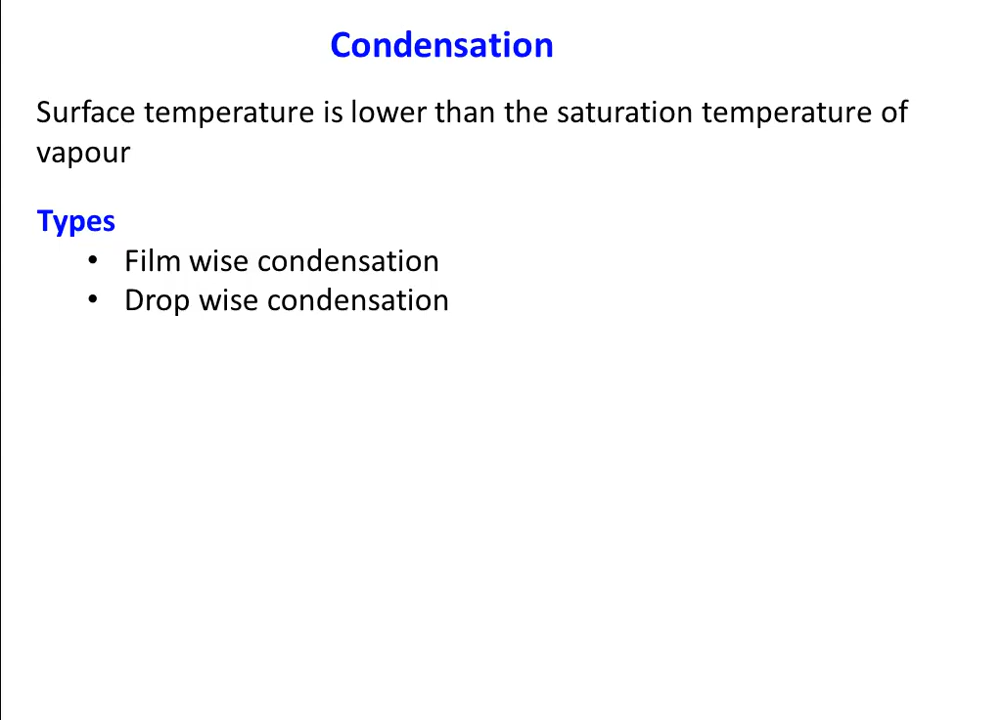 Condensation
Surface temperature is lower than the saturation temperature of
vapour
Types
• Film wise condensation
• Drop wise condensation